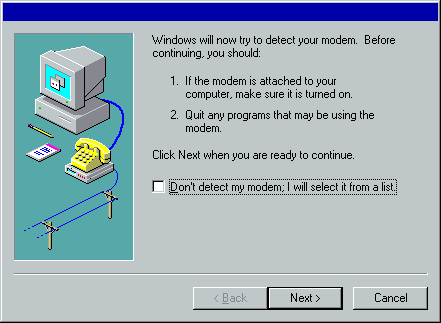 Windows will now try to detect your modem. Before
continuing, you should:
1. If the modem is attached to your
computer, make sure it is turned on.
2. Quit any programs that may be using the
modem.
Click Next when you are ready to continue.
Don't detect my modem; I will select it from a list.
< Back
Next >
Cancel